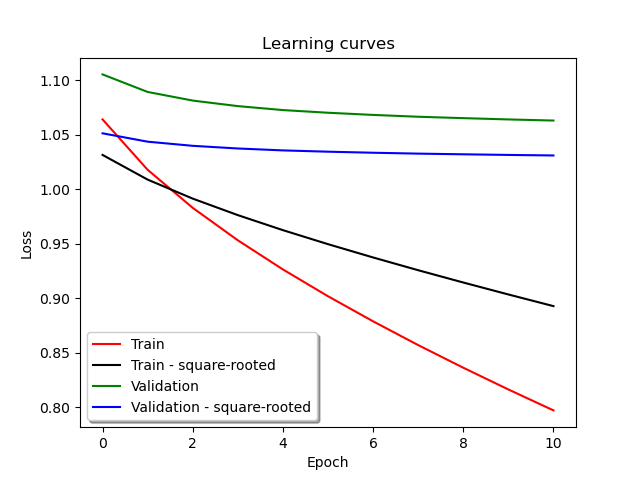 Learning curves
1.10
1.05
1.00
0.95
0.90
0.85
0.80
Loss
Train
Train - square-rooted
Validation
Validation - square-rooted
0 2 4 6 8 10
Epoch